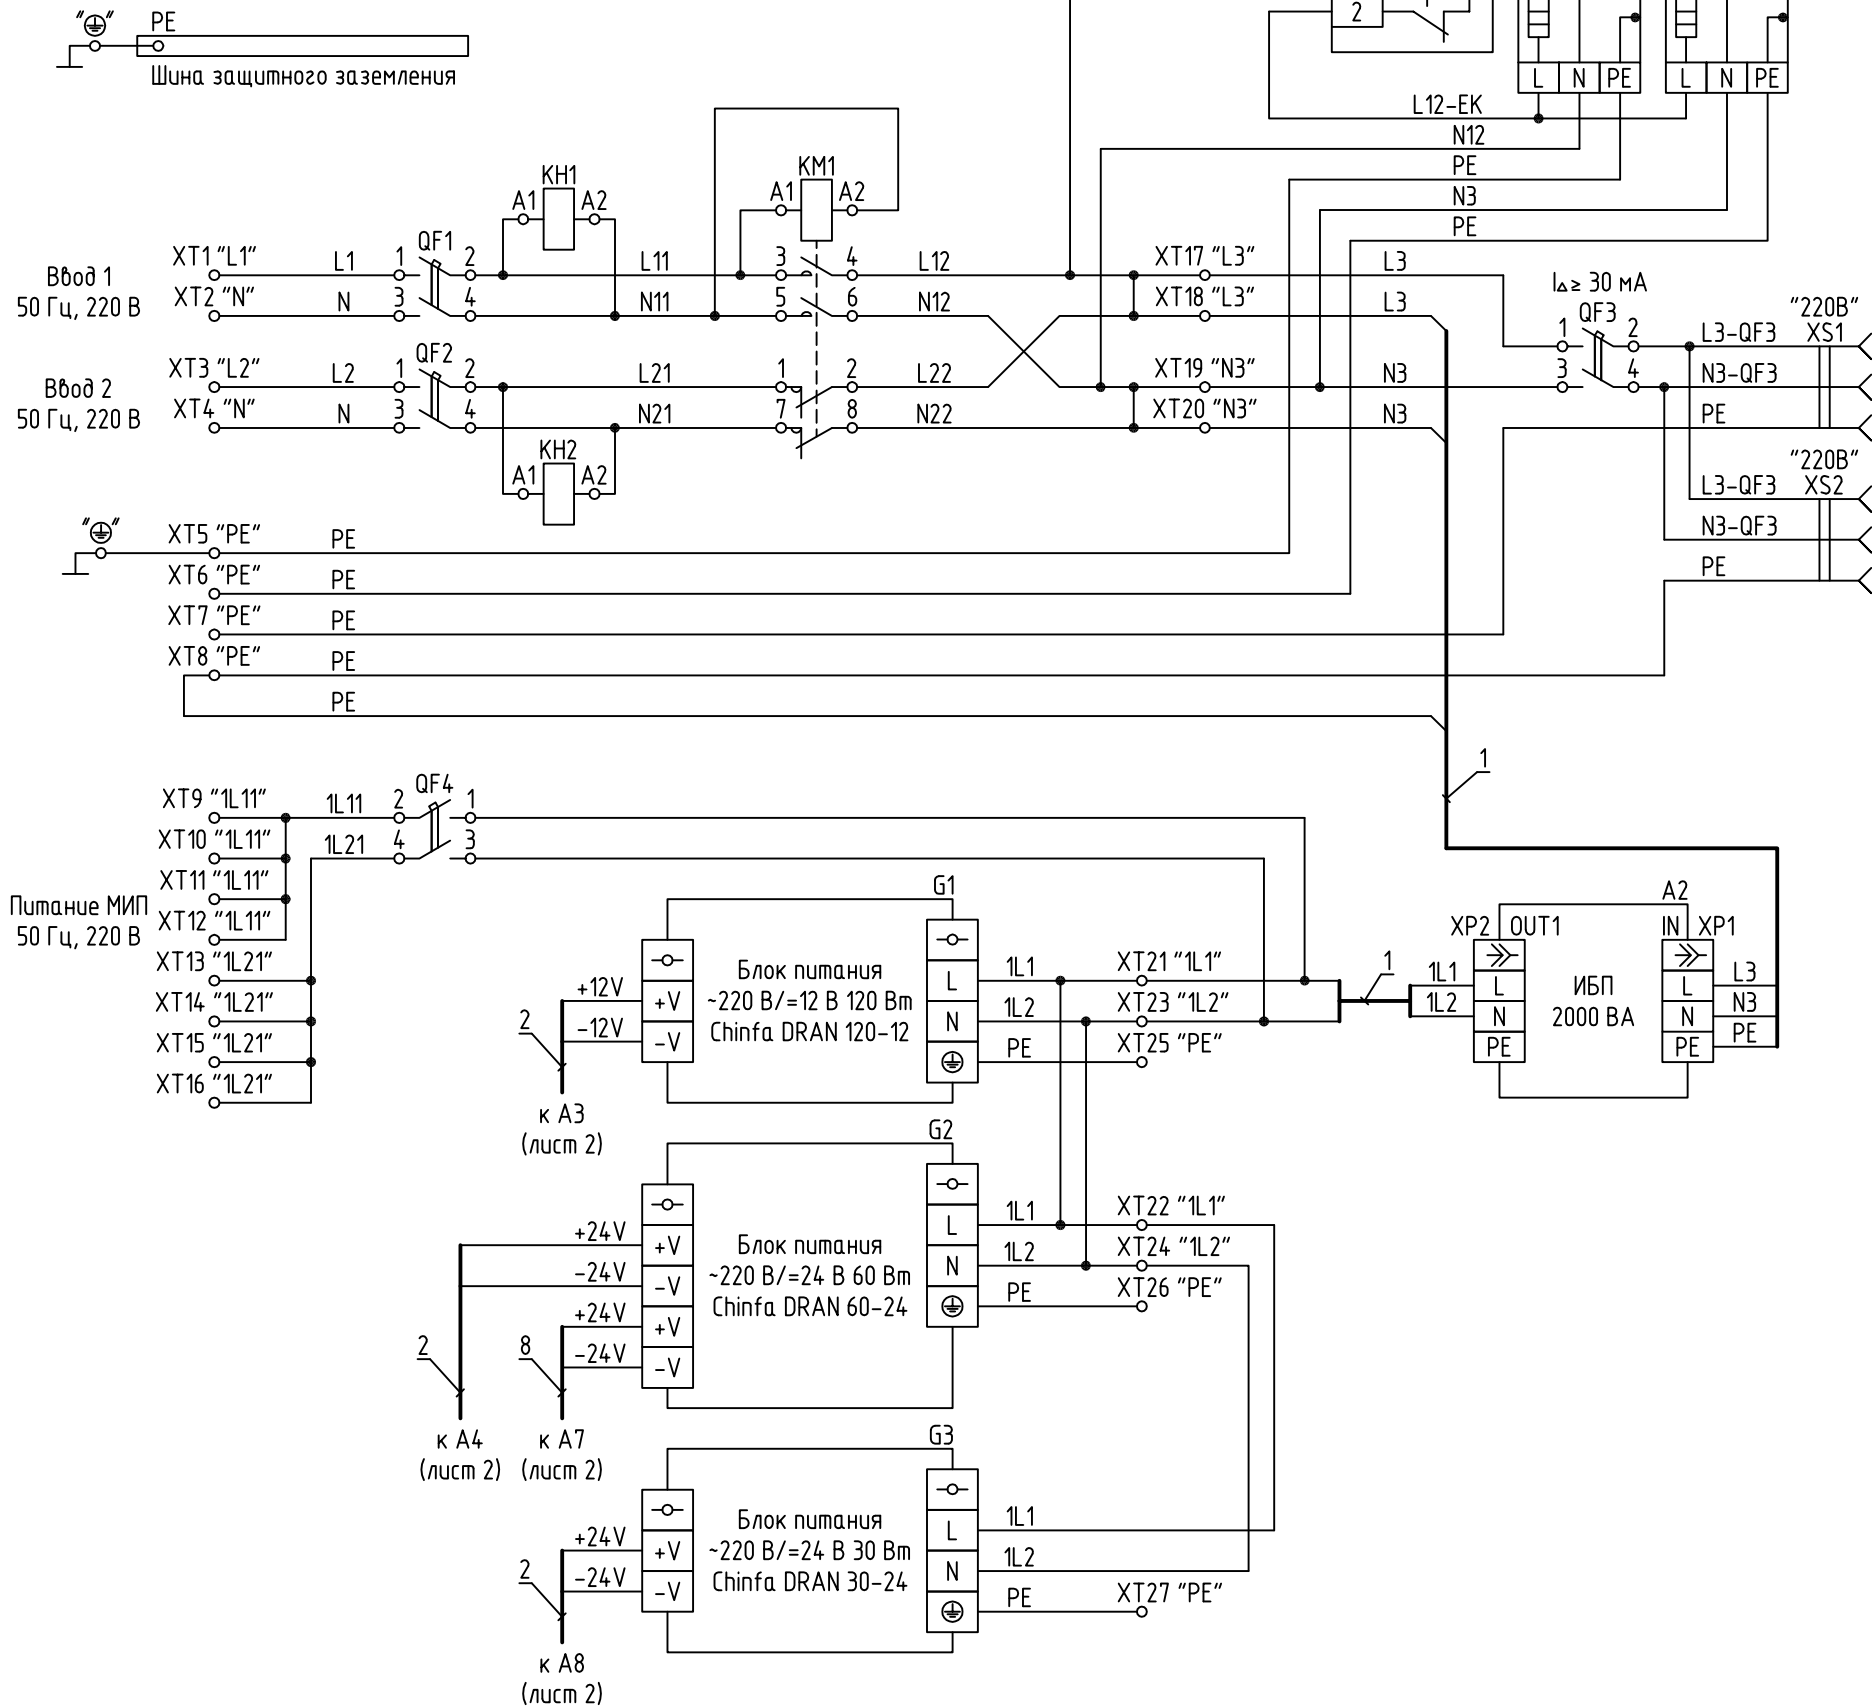 "⏚" PE
Шина защитного заземления
2
L N PE L N PE
L12-EK
N12
PE
N3
PE
KH1
A1 A2
KM1
A1 A2
Ввод 1
50 Гц, 220 В
XT1 "L1" L1 1 QF1 2 L11 3 4 L12 XT17 "L3" L3
XT2 "N" N 3 4 N11 5 6 N12 XT18 "L3" L3
Ввод 2
50 Гц, 220 В
XT3 "L2" L2 1 QF2 2 L21 1 2 L22 XT19 "N3" N3
XT4 "N" N 3 4 N21 7 8 N22 XT20 "N3" N3
KH2
A1 A2
I∆≥ 30 мА
QF3
1 2
3 4
"220В"
L3-QF3 XS1
N3-QF3
PE
"220В"
L3-QF3 XS2
N3-QF3
PE
"⏚" XT5 "PE" PE
XT6 "PE" PE
XT7 "PE" PE
XT8 "PE" PE
PE
1
Питание МИП
50 Гц, 220 В
XT9 "1L11" 1L11 2 QF4 1
XT10 "1L11" 1L21 4 3
XT11 "1L11"
XT12 "1L11"
XT13 "1L21"
XT14 "1L21"
XT15 "1L21"
XT16 "1L21"
G1
Блок питания
~220 В/=12 В 120 Вт
Chinfa DRAN 120-12
+12V +V
-12V -V
2
к А3
(лист 2)
L 1L1 XT21 "1L1"
N 1L2 XT23 "1L2"
PE XT25 "PE"
1
A2
XP2 OUT1 IN XP1
1L1 L
1L2 N
PE
ИБП
2000 ВА
L L3
N N3
PE PE
G2
Блок питания
~220 В/=24 В 60 Вт
Chinfa DRAN 60-24
+24V +V
-24V -V
+24V +V
-24V -V
2 8
к А4 к А7
(лист 2) (лист 2)
L 1L1 XT22 "1L1"
N 1L2 XT24 "1L2"
PE XT26 "PE"
G3
Блок питания
~220 В/=24 В 30 Вт
Chinfa DRAN 30-24
+24V +V
-24V -V
2
к А8
(лист 2)
L 1L1
N 1L2
PE XT27 "PE"